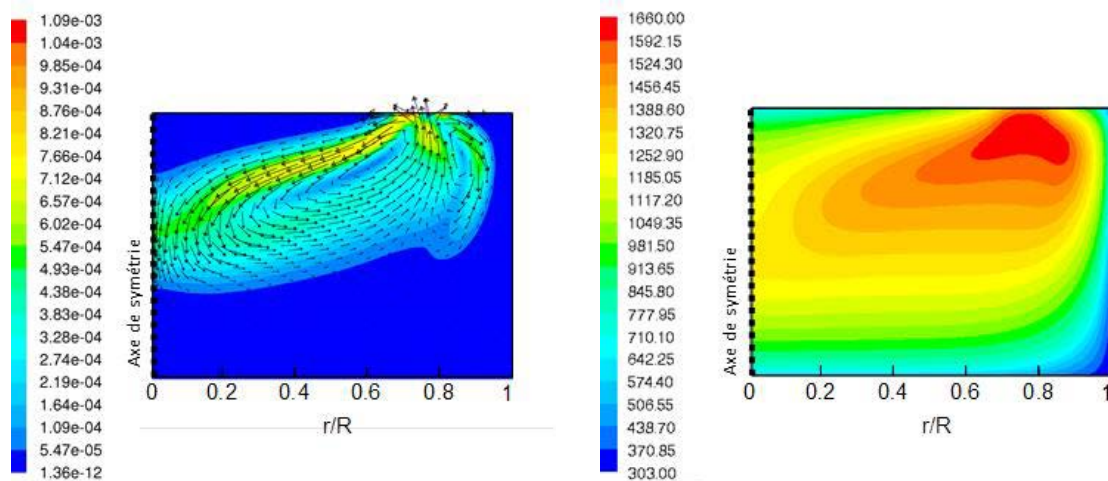 1.09e-03
1.04e-03
9.85e-04
9.31e-04
8.76e-04
8.21e-04
7.66e-04
7.12e-04
6.57e-04
6.02e-04
5.47e-04
4.93e-04
4.38e-04
3.83e-04
3.28e-04
2.74e-04
2.19e-04
1.64e-04
1.09e-04
5.47e-05
1.36e-12
Axe de symétrie
0 0.2 0.4 0.6 0.8 1
r/R
1660.00
1592.15
1524.30
1456.45
1388.60
1320.75
1252.90
1185.05
1117.20
1049.35
981.50
913.65
845.80
777.95
710.10
642.25
574.40
506.55
438.70
370.85
303.00
Axe de symétrie
0 0.2 0.4 0.6 0.8 1
r/R